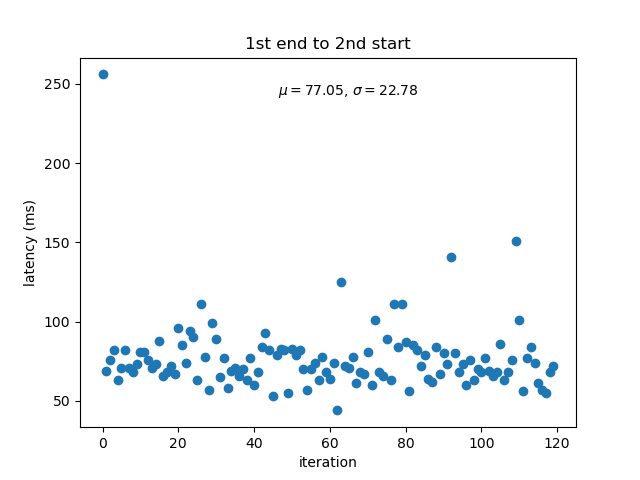 1st end to 2nd start
μ = 77.05, σ = 22.78
latency (ms)
250
200
150
100
50
0 20 40 60 80 100 120
iteration